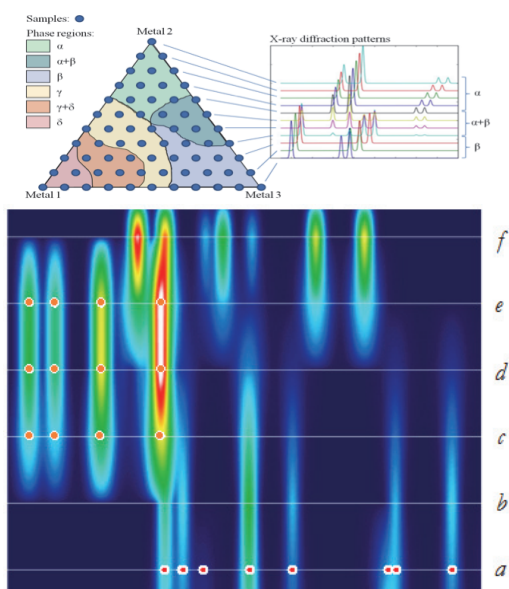 Samples:
Phase regions:
α
α+β
β
γ
γ+δ
δ
Metal 2
Metal 1
Metal 3
X-ray diffraction patterns
α
α+β
β
f
e
d
c
b
a